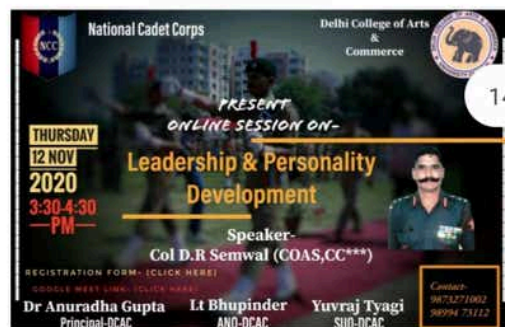 NCC
National Cadet Corps
Delhi College of Arts
&
Commerce
14
PRESENT
ONLINE SESSION ON-
THURSDAY
12 NOV
2020
3:30-4:30
PM
Leadership & Personality
Development
Speaker-
Col D.R Semwal (COAS,CC***)
REGISTRATION FORM- (CLICK HERE)
GOOGLE MEET LINK- (CLICK HERE)
Contact-
9873271002
98994 73112
Dr Anuradha Gupta
Principal-DCAC
Lt Bhupinder
ANO-DCAC
Yuvraj Tyagi
SUO-DCAC